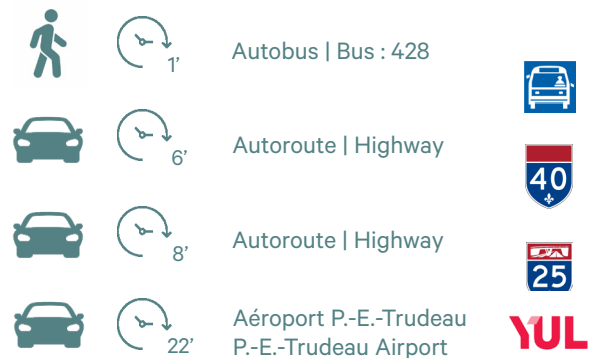 1’
Autobus | Bus : 428
6’
Autoroute | Highway
40
8’
Autoroute | Highway
25
22’
Aéroport P.-E.-Trudeau
P.-E.-Trudeau Airport
YUL